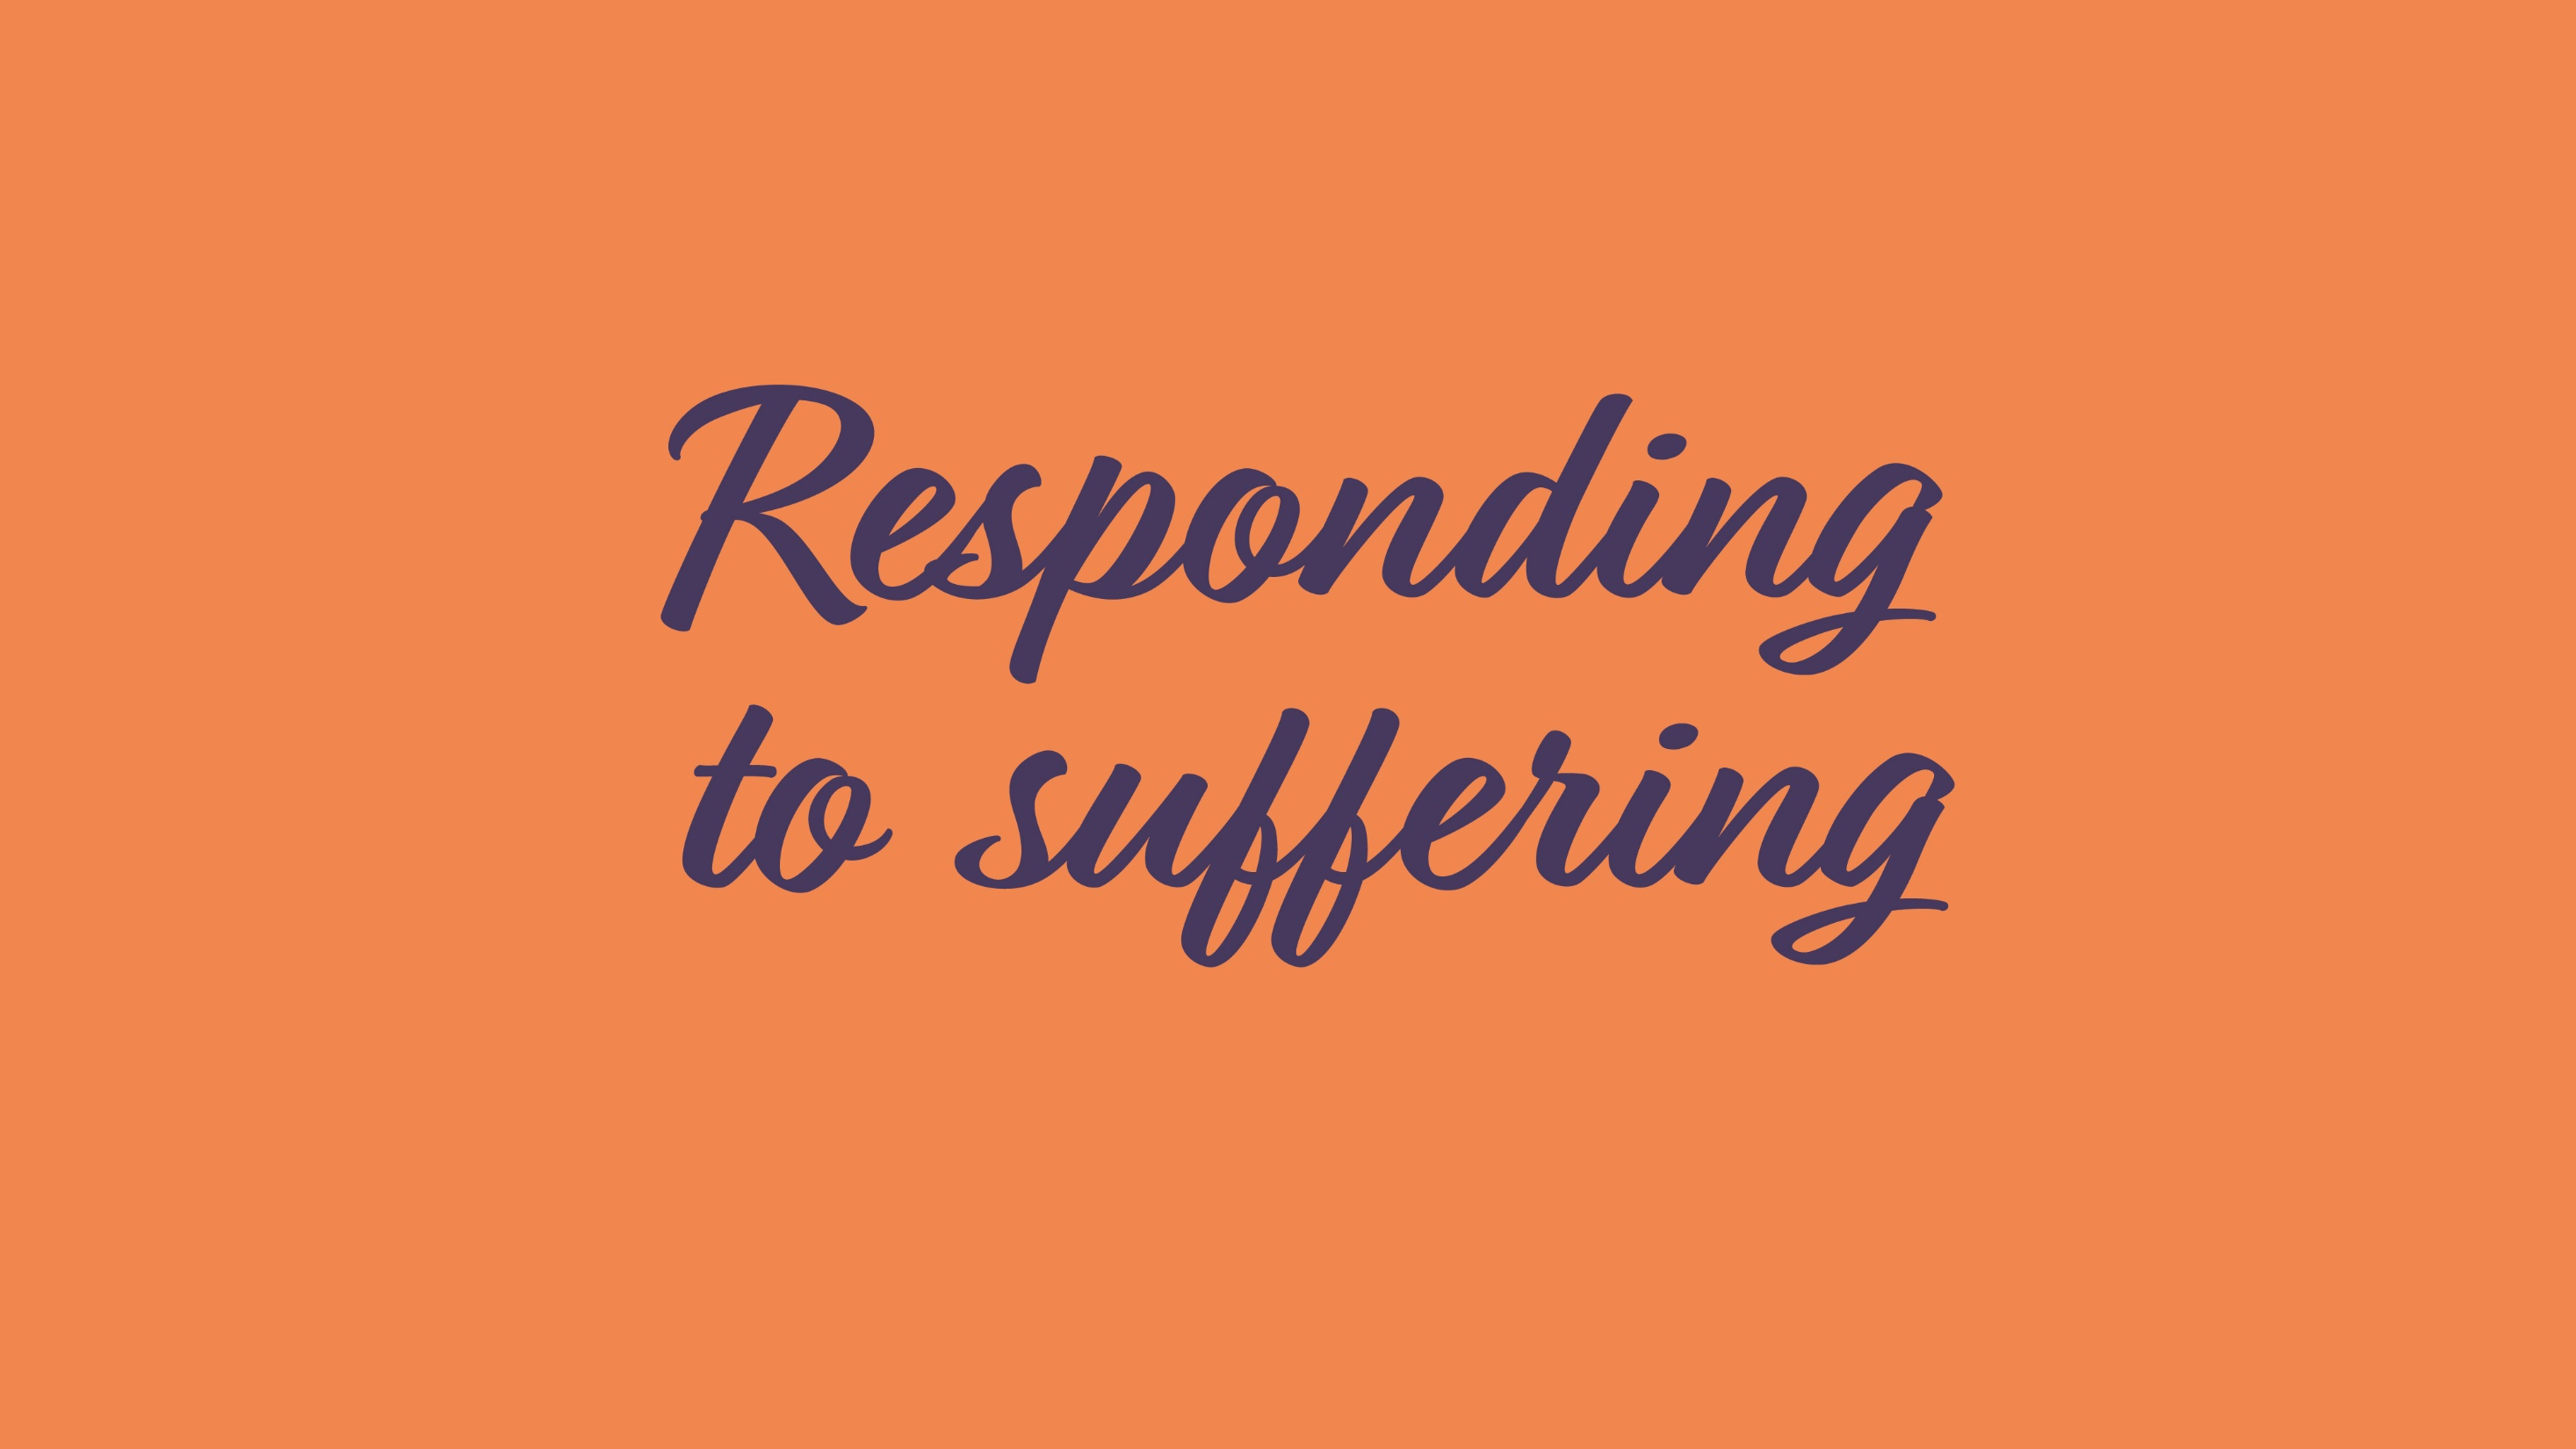 Responding
to suffering